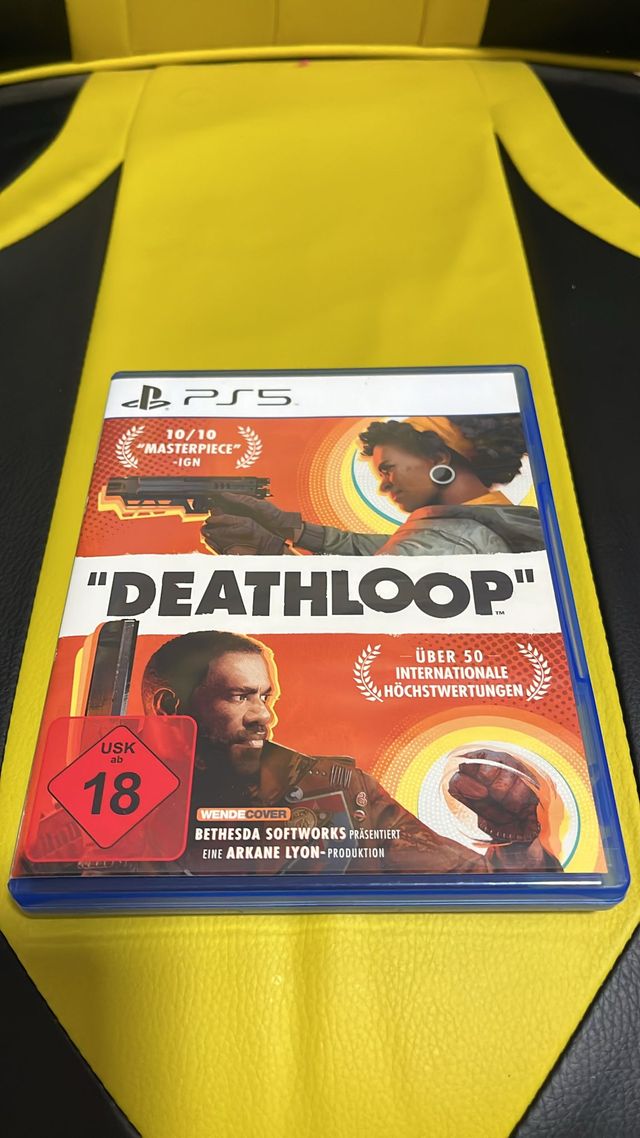 PS5
10/10
"MASTERPIECE"
-IGN
"DEATHLOOP"™
ÜBER 50
INTERNATIONALE
HÖCHSTWERTUNGEN
USK
ab
18
WENDECOVER
BETHESDA SOFTWORKS PRÄSENTIERT
EINE ARKANE LYON-PRODUKTION